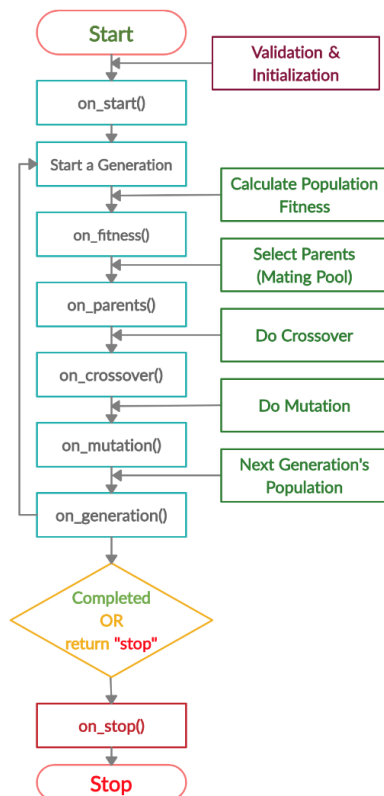 Start
Validation &
Initialization
on_start()
Start a Generation
Calculate Population
Fitness
on_fitness()
Select Parents
(Mating Pool)
on_parents()
Do Crossover
on_crossover()
Do Mutation
on_mutation()
Next Generation's
Population
on_generation()
Completed
OR
return "stop"
on_stop()
Stop